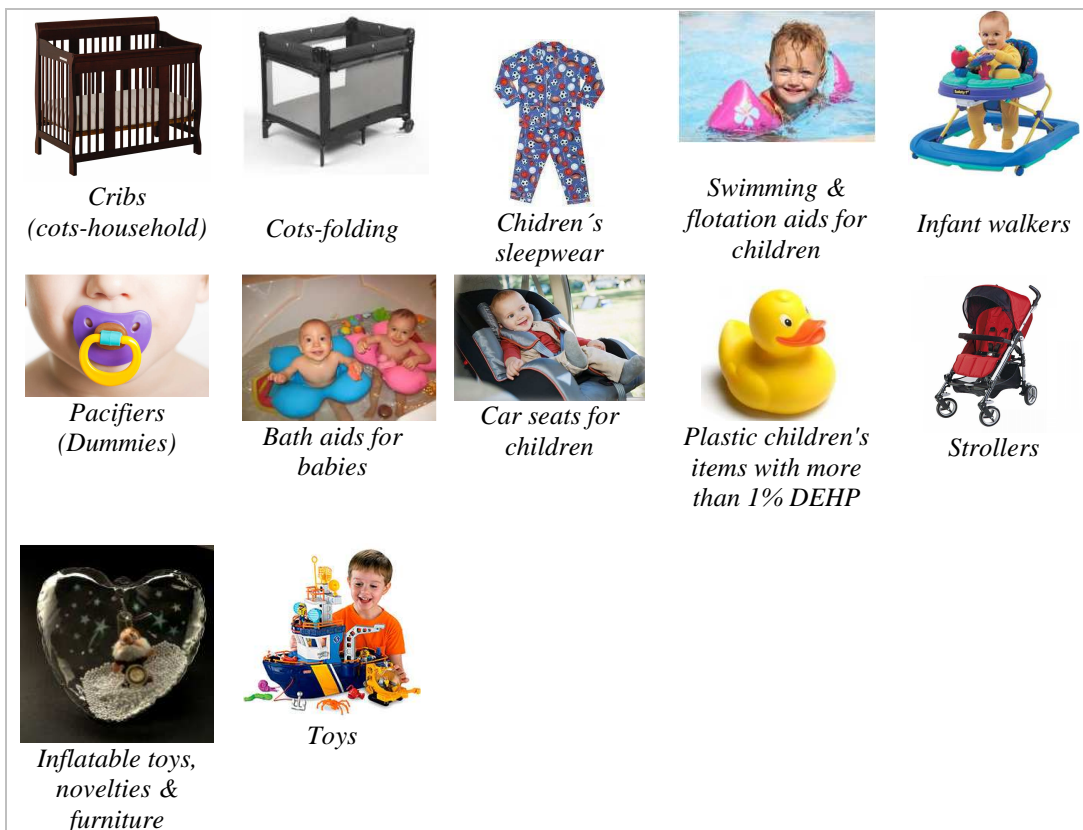 Cribs
(cots-household)
Cots-folding
Chidren´s
sleepwear
Swimming &
flotation aids for
children
Infant walkers
Pacifiers
(Dummies)
Bath aids for
babies
Car seats for
children
Plastic children's
items with more
than 1% DEHP
Strollers
Inflatable toys,
novelties &
furniture
Toys